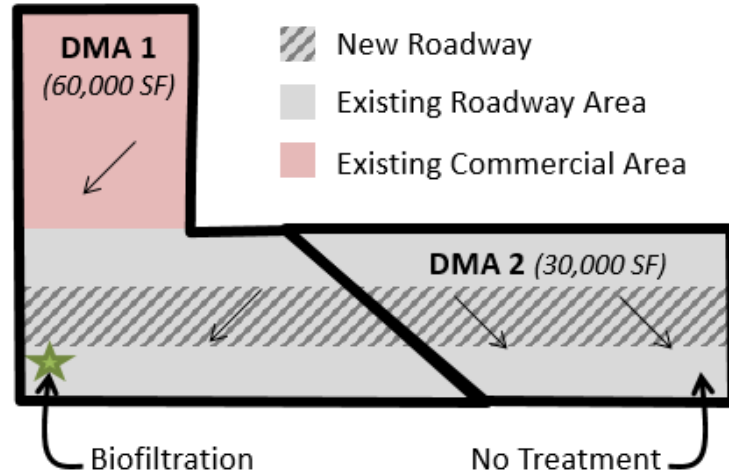 DMA 1
(60,000 SF)
New Roadway
Existing Roadway Area
Existing Commercial Area
DMA 2 (30,000 SF)
Biofiltration
No Treatment